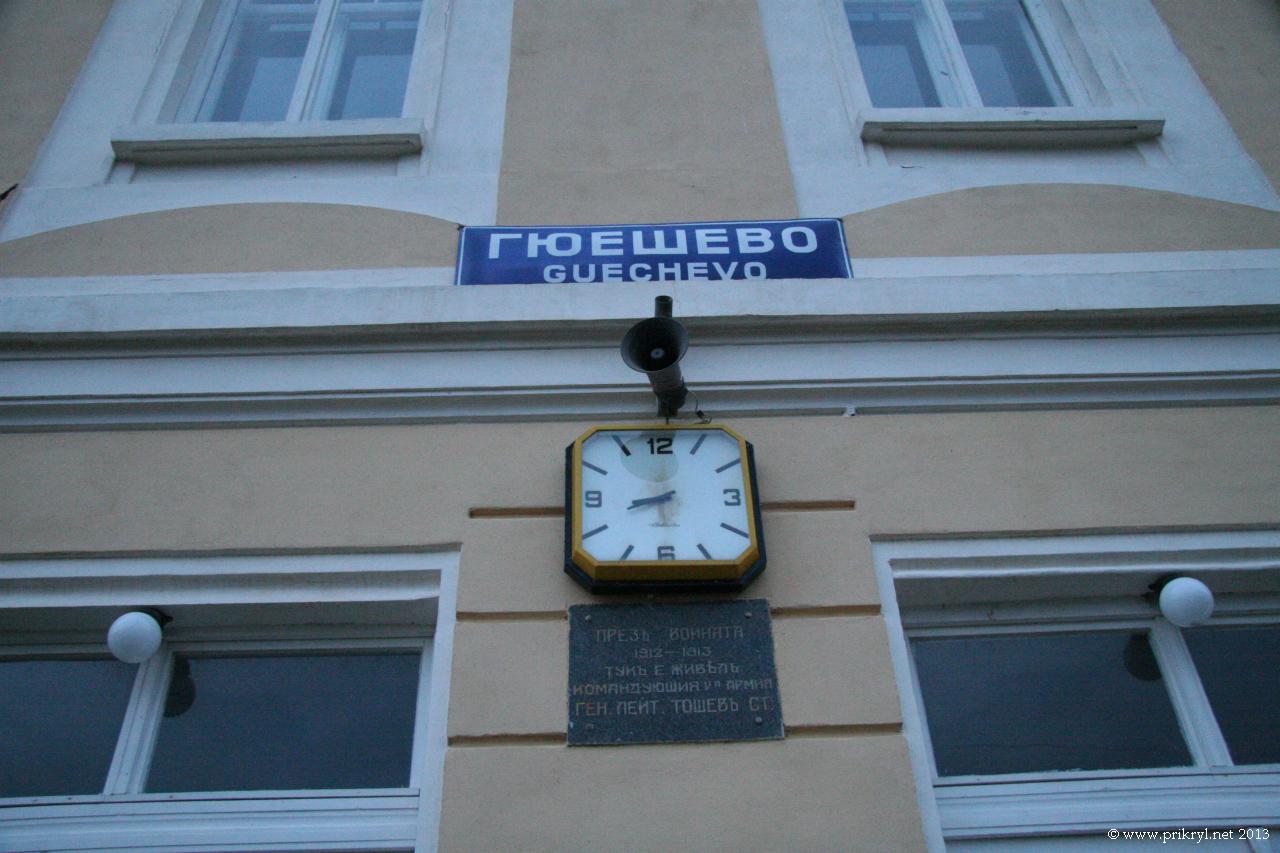 ГЮЕШЕВО
GUECHEVO
12
9
3
6
ПРЕЗЪ ВОЙНАТА
1912–1913
ТУКЪ Е ЖИВѢЛЪ
КОМАНДУЮЩИЯ Vᵀᴬ АРМИЯ
ГЕН. ЛЕЙТ. ТОШЕВЪ СТ.
© www.prikryl.net 2013